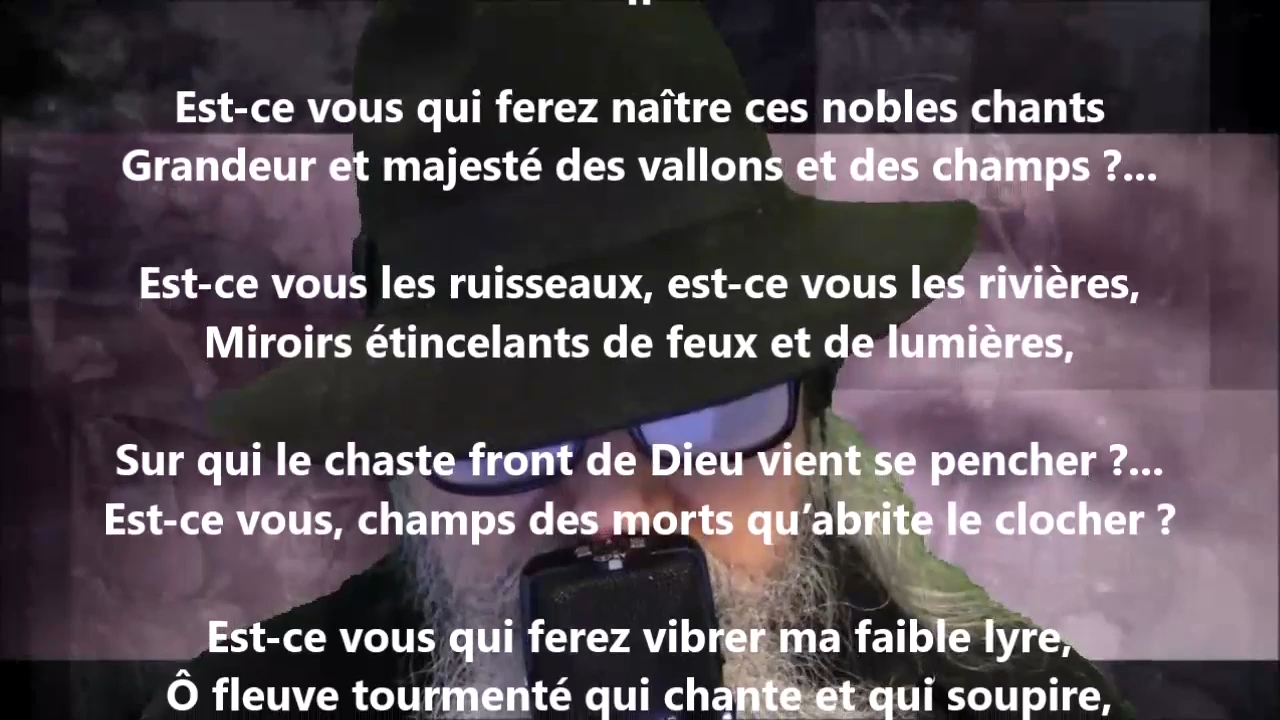 Est-ce vous qui ferez naître ces nobles chants
Grandeur et majesté des vallons et des champs ?...
Est-ce vous les ruisseaux, est-ce vous les rivières,
Miroirs étincelants de feux et de lumières,
Sur qui le chaste front de Dieu vient se pencher ?...
Est-ce vous, champs des morts qu’abrite le clocher ?
Est-ce vous qui ferez vibrer ma faible lyre,
Ô fleuve tourmenté qui chante et qui soupire,